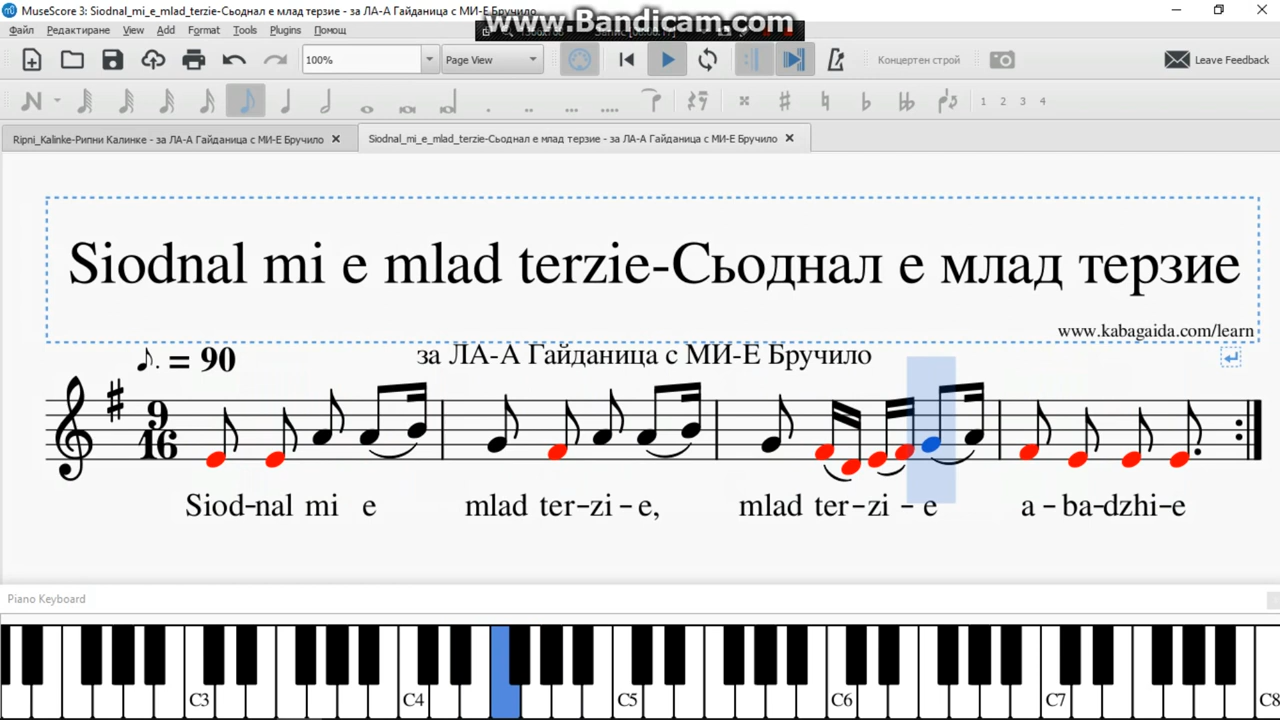 MuseScore 3: Siodnal_mi_e_mlad_terzie-Сьоднал е млад терзие - за ЛА-А Гайданица с МИ-Е Бручило
www.Bandicam.com
Файл Редактиране View Add Format Tools Plugins Помощ
100% Page View Концертен строй Leave Feedback
1 2 3 4
Ripni_Kalinke-Рипни Калинке - за ЛА-А Гайданица с МИ-Е Бручило Siodnal_mi_e_mlad_terzie-Сьоднал е млад терзие - за ЛА-А Гайданица с МИ-Е Бручило
Siodnal mi e mlad terzie-Сьоднал е млад терзие
www.kabagaida.com/learn
= 90 за ЛА-А Гайданица с МИ-Е Бручило
9
16
Siod-nal mi e mlad ter-zi-e, mlad ter-zi-e a-ba-dzhi-e
Piano Keyboard
C3 C4 C5 C6 C7 C8